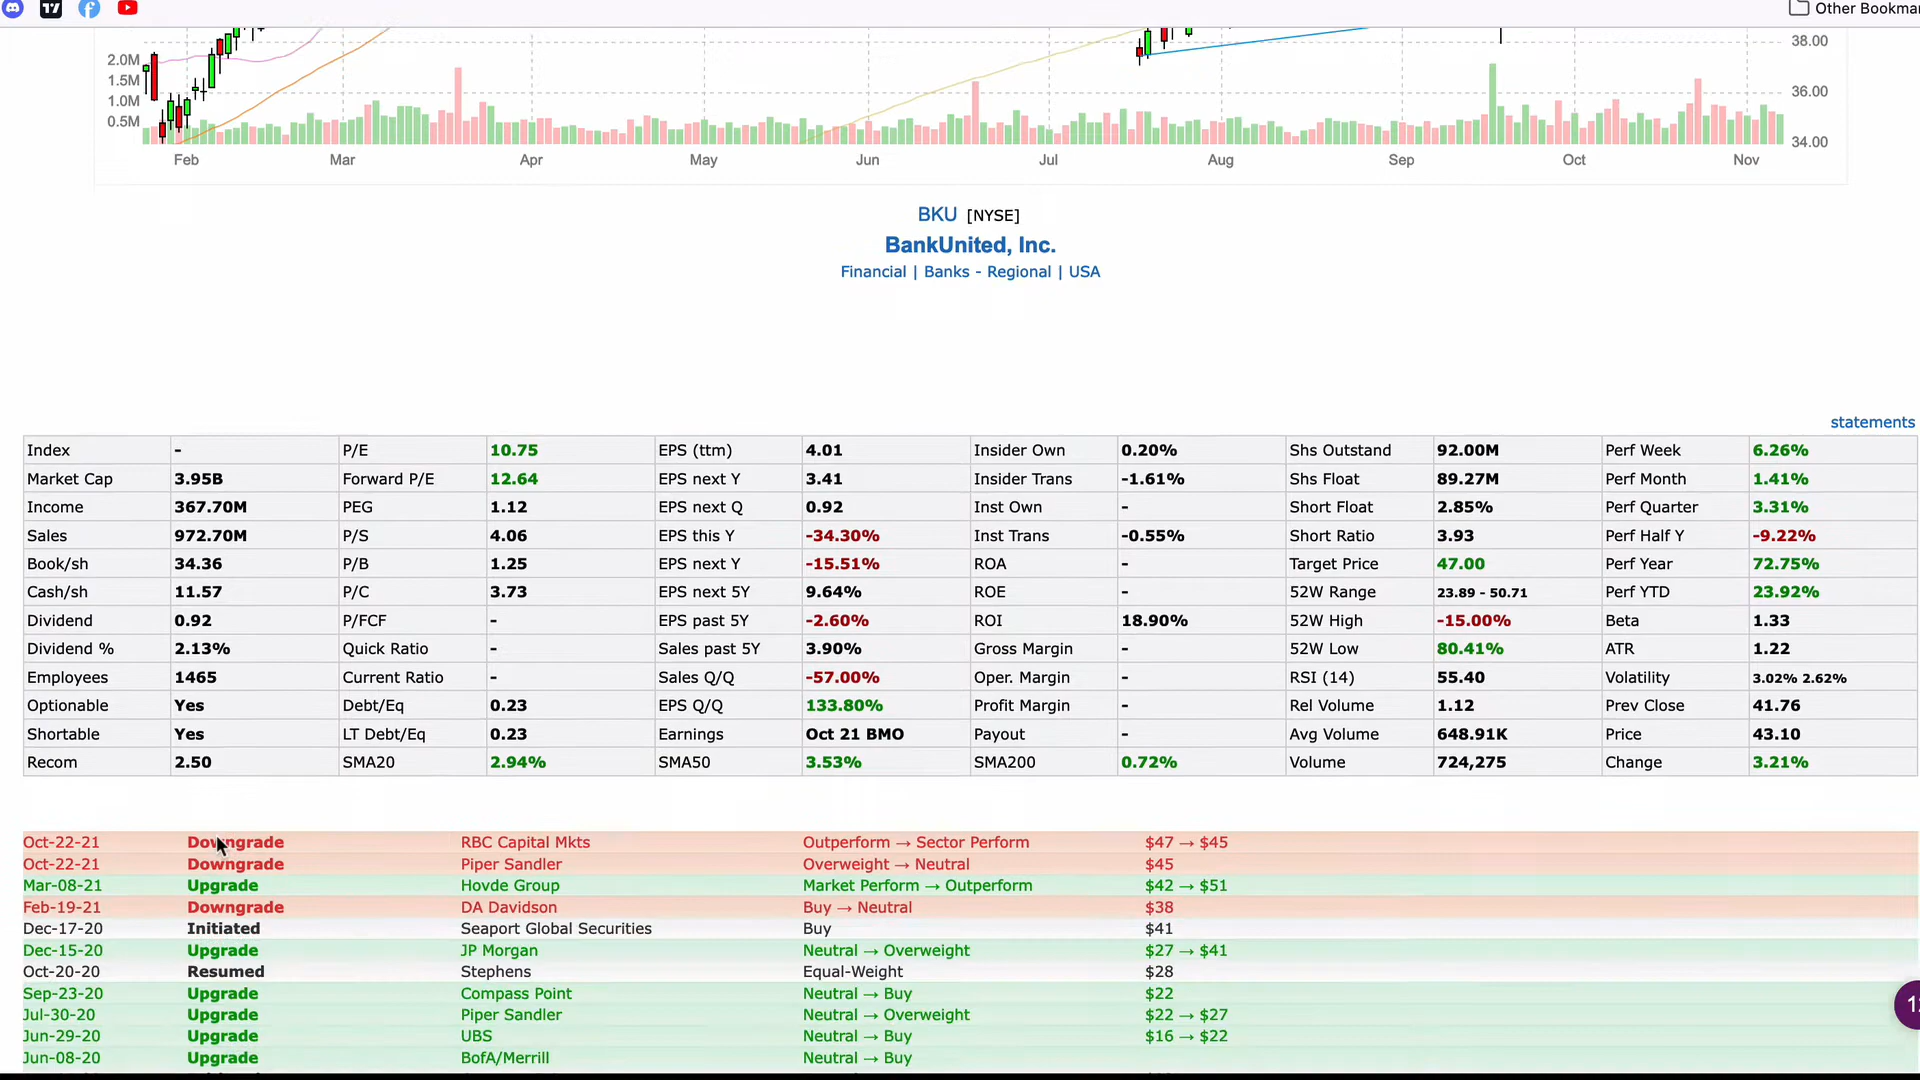 Other Bookmar
2.0M
1.5M
1.0M
0.5M
38.00
36.00
34.00
Feb Mar Apr May Jun Jul Aug Sep Oct Nov
BKU [NYSE]
BankUnited, Inc.
Financial | Banks - Regional | USA
statements
Index - P/E 10.75 EPS (ttm) 4.01 Insider Own 0.20% Shs Outstand 92.00M Perf Week 6.26%
Market Cap 3.95B Forward P/E 12.64 EPS next Y 3.41 Insider Trans -1.61% Shs Float 89.27M Perf Month 1.41%
Income 367.70M PEG 1.12 EPS next Q 0.92 Inst Own - Short Float 2.85% Perf Quarter 3.31%
Sales 972.70M P/S 4.06 EPS this Y -34.30% Inst Trans -0.55% Short Ratio 3.93 Perf Half Y -9.22%
Book/sh 34.36 P/B 1.25 EPS next Y -15.51% ROA - Target Price 47.00 Perf Year 72.75%
Cash/sh 11.57 P/C 3.73 EPS next 5Y 9.64% ROE - 52W Range 23.89 - 50.71 Perf YTD 23.92%
Dividend 0.92 P/FCF - EPS past 5Y -2.60% ROI 18.90% 52W High -15.00% Beta 1.33
Dividend % 2.13% Quick Ratio - Sales past 5Y 3.90% Gross Margin - 52W Low 80.41% ATR 1.22
Employees 1465 Current Ratio - Sales Q/Q -57.00% Oper. Margin - RSI (14) 55.40 Volatility 3.02% 2.62%
Optionable Yes Debt/Eq 0.23 EPS Q/Q 133.80% Profit Margin - Rel Volume 1.12 Prev Close 41.76
Shortable Yes LT Debt/Eq 0.23 Earnings Oct 21 BMO Payout - Avg Volume 648.91K Price 43.10
Recom 2.50 SMA20 2.94% SMA50 3.53% SMA200 0.72% Volume 724,275 Change 3.21%
Oct-22-21 Downgrade RBC Capital Mkts Outperform → Sector Perform $47 → $45
Oct-22-21 Downgrade Piper Sandler Overweight → Neutral $45
Mar-08-21 Upgrade Hovde Group Market Perform → Outperform $42 → $51
Feb-19-21 Downgrade DA Davidson Buy → Neutral $38
Dec-17-20 Initiated Seaport Global Securities Buy $41
Dec-15-20 Upgrade JP Morgan Neutral → Overweight $27 → $41
Oct-20-20 Resumed Stephens Equal-Weight $28
Sep-23-20 Upgrade Compass Point Neutral → Buy $22
Jul-30-20 Upgrade Piper Sandler Neutral → Overweight $22 → $27
Jun-29-20 Upgrade UBS Neutral → Buy $16 → $22
Jun-08-20 Upgrade BofA/Merrill Neutral → Buy